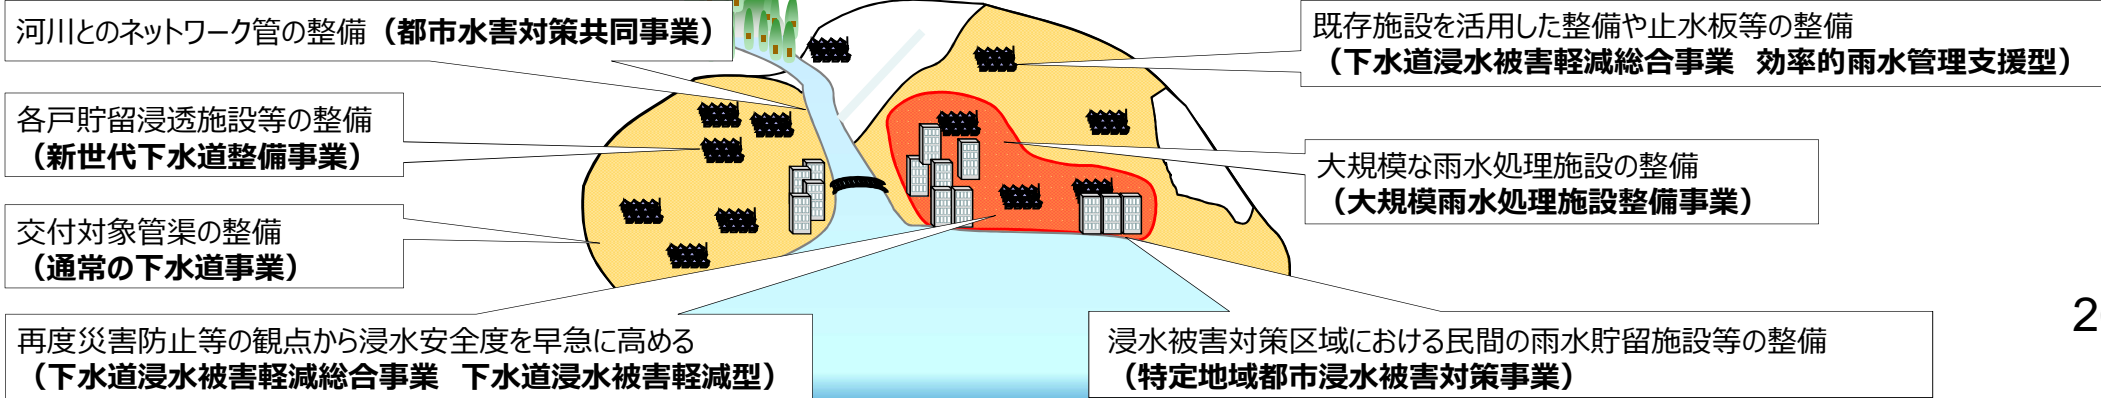 河川とのネットワーク管の整備（都市水害対策共同事業）
既存施設を活用した整備や止水板等の整備
（下水道浸水被害軽減総合事業　効率的雨水管理支援型）
各戸貯留浸透施設等の整備
（新世代下水道整備事業）
大規模な雨水処理施設の整備
（大規模雨水処理施設整備事業）
交付対象管渠の整備
（通常の下水道事業）
再度災害防止等の観点から浸水安全度を早急に高める
（下水道浸水被害軽減総合事業　下水道浸水被害軽減型）
浸水被害対策区域における民間の雨水貯留施設等の整備
（特定地域都市浸水被害対策事業）